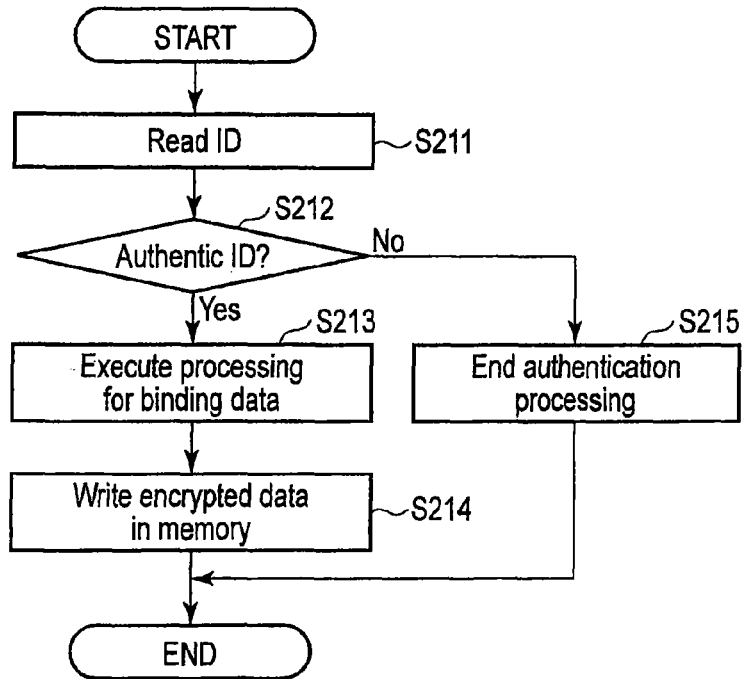 START
Read ID
S211
S212
Authentic ID?
No
Yes
S213
Execute processing
for binding data
S215
End authentication
processing
Write encrypted data
in memory
S214
END